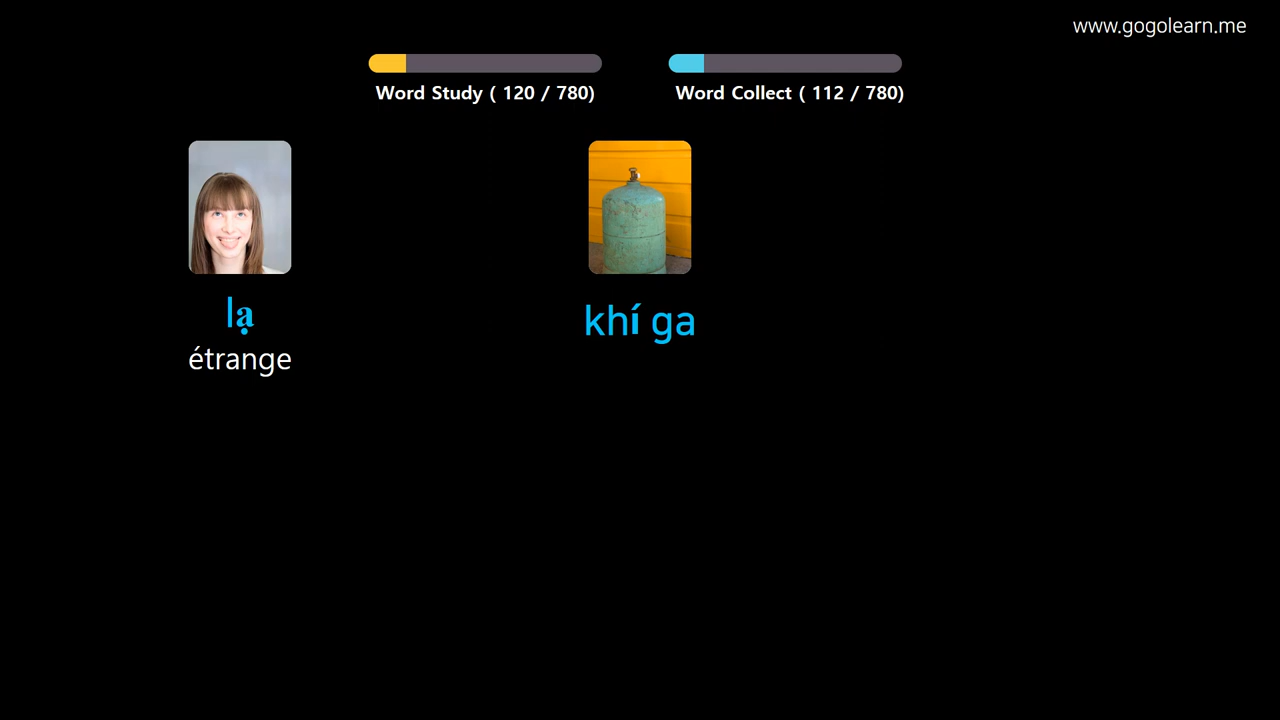 www.gogolearn.me
Word Study ( 120 / 780)
Word Collect ( 112 / 780)
lạ
étrange
khí ga